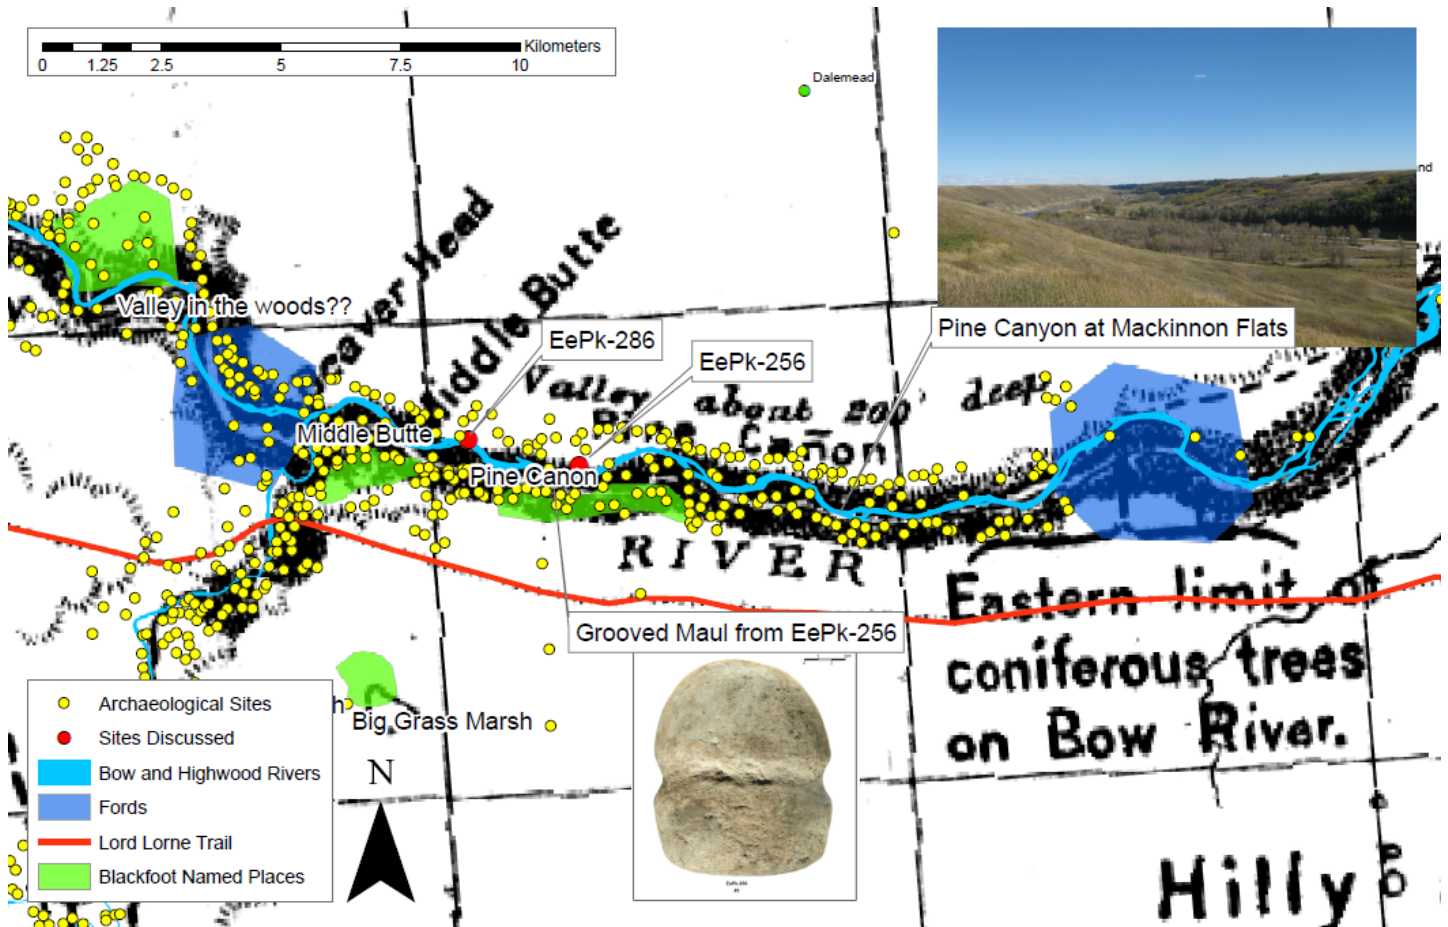 Kilometers
0 1.25 2.5 5 7.5 10
Dalemead
nd
Beaver Head
Middle Butte
Valley in the woods??
EePk-286
EePk-256
Pine Canyon at Mackinnon Flats
Valley about 200' deep
Pine Cañon
Middle Butte
Pine Canon
RIVER
Grooved Maul from EePk-256
Eastern limit of
coniferous trees
on Bow River.
Hilly
h
Big Grass Marsh
N
Archaeological Sites
Sites Discussed
Bow and Highwood Rivers
Fords
Lord Lorne Trail
Blackfoot Named Places